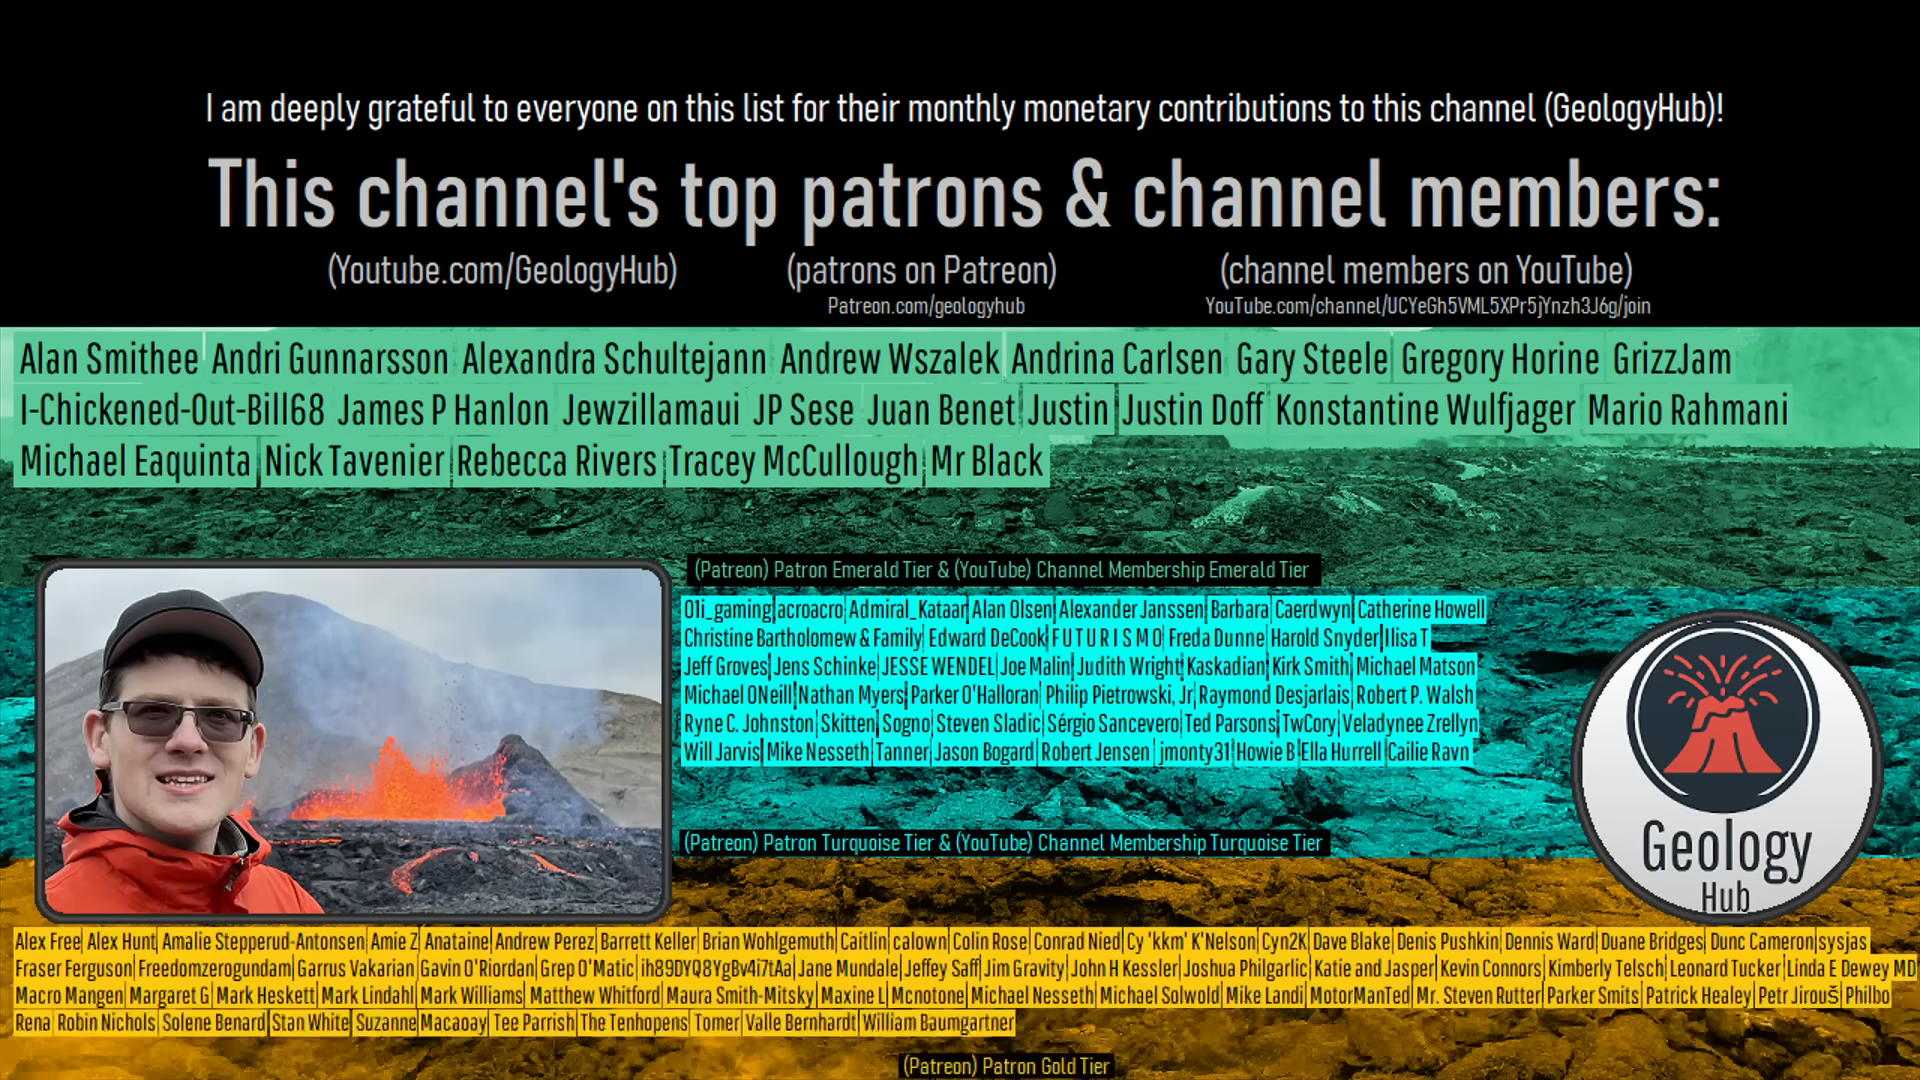 I am deeply grateful to everyone on this list for their monthly monetary contributions to this channel (GeologyHub)!
This channel's top patrons & channel members:
(Youtube.com/GeologyHub) (patrons on Patreon) (channel members on YouTube)
Patreon.com/geologyhub YouTube.com/channel/UCYeGh5VML5XPr5jYnzh3J6g/join
Alan Smithee Andri Gunnarsson Alexandra Schultejann Andrew Wszalek Andrina Carlsen Gary Steele Gregory Horine GrizzJam
I-Chickened-Out-Bill68 James P Hanlon Jewzillamaui JP Sese Juan Benet Justin Justin Doff Konstantine Wulfjager Mario Rahmani
Michael Eaquinta Nick Tavenier Rebecca Rivers Tracey McCullough Mr Black
(Patreon) Patron Emerald Tier & (YouTube) Channel Membership Emerald Tier
01i_gaming acroacro Admiral_Kataar Alan Olsen Alexander Janssen Barbara Caerdwyn Catherine Howell
Christine Bartholomew & Family Edward DeCook F U T U R I S M O Freda Dunne Harold Snyder Ilisa T
Jeff Groves Jens Schinke JESSE WENDEL Joe Malin Judith Wright Kaskadian Kirk Smith Michael Matson
Michael ONeill Nathan Myers Parker O'Halloran Philip Pietrowski, Jr Raymond Desjarlais Robert P. Walsh
Ryne C. Johnston Skitten Sogno Steven Sladic Sérgio Sancevero Ted Parsons TwCory Veladynee Zrellyn
Will Jarvis Mike Nesseth Tanner Jason Bogard Robert Jensen jmonty31 Howie B Ella Hurrell Cailie Ravn
(Patreon) Patron Turquoise Tier & (YouTube) Channel Membership Turquoise Tier
Geology
Hub
Alex Free Alex Hunt Amalie Stepperud-Antonsen Amie Z Anataine Andrew Perez Barrett Keller Brian Wohlgemuth Caitlin calown Colin Rose Conrad Nied Cy 'kkm' K'Nelson Cyn2K Dave Blake Denis Pushkin Dennis Ward Duane Bridges Dunc Cameron sysjas
Fraser Ferguson Freedomzerogundam Garrus Vakarian Gavin O'Riordan Grep O'Matic ih89DYQ8YgBv4i7tAa Jane Mundale Jeffey Saff Jim Gravity John H Kessler Joshua Philgarlic Katie and Jasper Kevin Connors Kimberly Telsch Leonard Tucker Linda E Dewey MD
Macro Mangen Margaret G Mark Heskett Mark Lindahl Mark Williams Matthew Whitford Maura Smith-Mitsky Maxine L Mcnotone Michael Nesseth Michael Solwold Mike Landi MotorManTed Mr. Steven Rutter Parker Smits Patrick Healey Petr Jirouš Philbo
Rena Robin Nichols Solene Benard Stan White Suzanne Macaoay Tee Parrish The Tenhopens Tomer Valle Bernhardt William Baumgartner
(Patreon) Patron Gold Tier